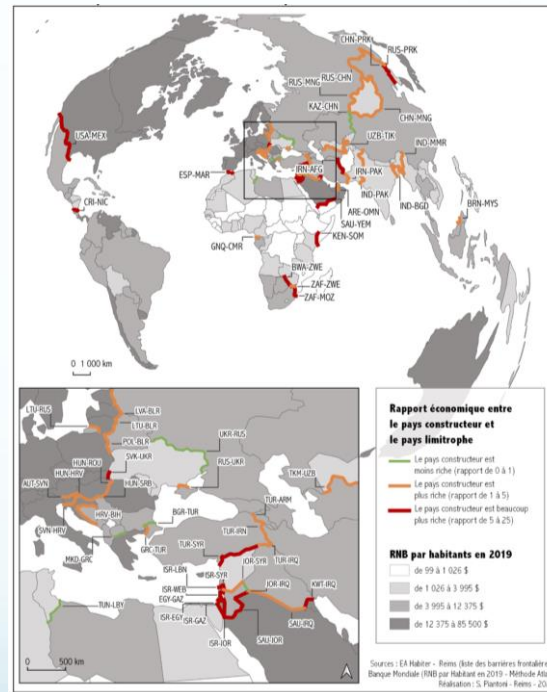 CHN-PRK
RUS-PRK
RUS-CHN
RUS-MNG
KAZ-CHN
CHN-MNG
USA-MEX
UZB-TJK
IND-MMR
ESP-MAR
IRN-AFG
IRN-PAK
IND-PAK
CRI-NIC
ARE-OMN
IND-BGD
BRN-MYS
SAU-YEM
GNQ-CMR
KEN-SOM
BWA-ZWE
ZAF-ZWE
ZAF-MOZ
0 1 000 km
LTU-RUS
LVA-BLR
LTU-BLR
POL-BLR
UKR-RUS
HUN-ROU
SVK-UKR
RUS-UKR
HUN-HRV
AUT-SVN
HUN-SRB
TKM-UZB
HRV-BIH
SVN-HRV
BGR-TUR
TUR-ARM
MKD-GRC
GRC-TUR
TUR-IRN
TUR-SYR
TUR-IRQ
ISR-LBN
ISR-SYR
JOR-SYR
ISR-WEB
JOR-IRQ
KWT-IRQ
EGY-GAZ
TUN-LBY
ISR-EGY
ISR-GAZ
SAU-IRQ
ISR-JOR
SAU-JOR
0 500 km
Rapport économique entre
le pays constructeur et
le pays limitrophe
Le pays constructeur est
moins riche (rapport de 0 à 1)
Le pays constructeur est
plus riche (rapport de 1 à 5)
Le pays constructeur est beaucoup
plus riche (rapport de 5 à 25)
RNB par habitants en 2019
de 99 à 1 026 $
de 1 026 à 3 995 $
de 3 995 à 12 375 $
de 12 375 à 85 500 $
Sources : EA Habiter - Reims (liste des barrières frontalière
Banque Mondiale (RNB par Habitant en 2019 - Méthode Atla
Réalisation : S. Piantoni - Reims - 20